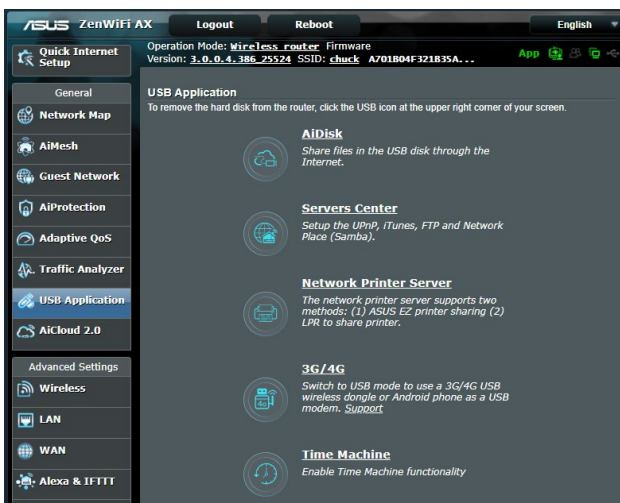 ASUS ZenWiFi AX Logout Reboot English
Quick Internet Setup
Operation Mode: Wireless router Firmware
Version: 3.0.0.4.386_25524 SSID: chuck A701B04F321B35A...
App
General
Network Map
AiMesh
Guest Network
AiProtection
Adaptive QoS
Traffic Analyzer
USB Application
AiCloud 2.0
Advanced Settings
Wireless
LAN
WAN
Alexa & IFTTT
USB Application
To remove the hard disk from the router, click the USB icon at the upper right corner of your screen.
AiDisk
Share files in the USB disk through the
Internet.
Servers Center
Setup the UPnP, iTunes, FTP and Network
Place (Samba).
Network Printer Server
The network printer server supports two
methods: (1) ASUS EZ printer sharing (2)
LPR to share printer.
4G
3G/4G
Switch to USB mode to use a 3G/4G USB
wireless dongle or Android phone as a USB
modem. Support
Time Machine
Enable Time Machine functionality